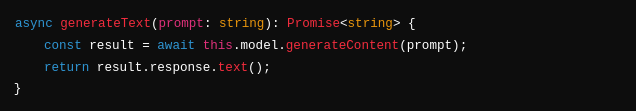 async generateText(prompt: string): Promise<string> {
    const result = await this.model.generateContent(prompt);
    return result.response.text();
}